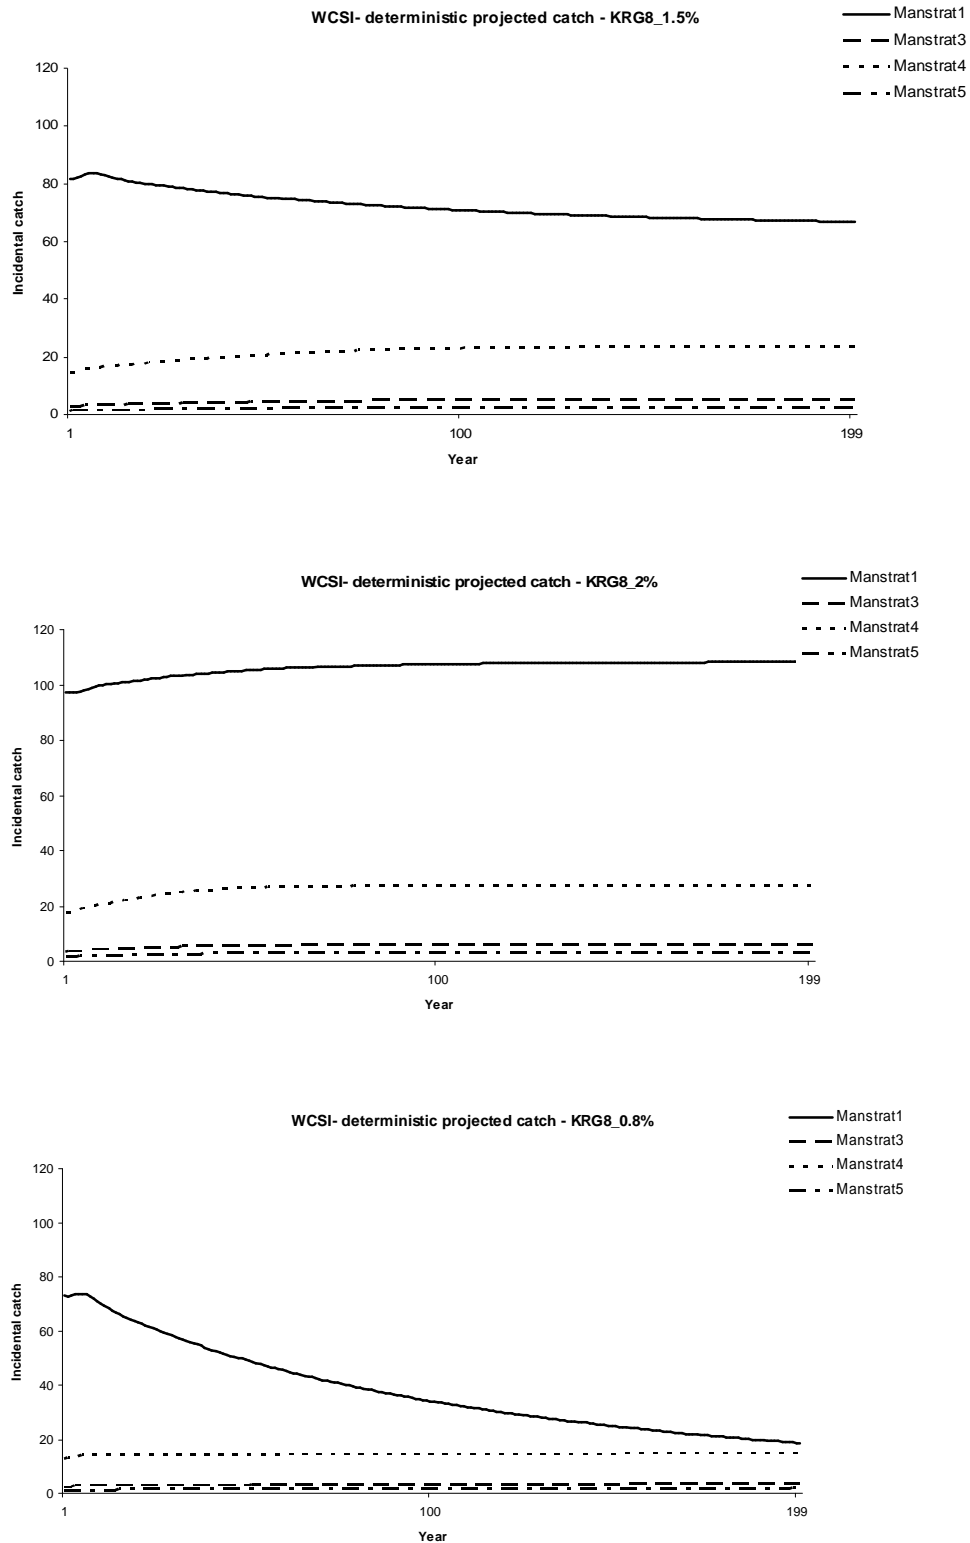 WCSI- deterministic projected catch - KRG8_1.5%
Manstrat1
Manstrat3
Manstrat4
Manstrat5
120
100
80
60
40
20
0
Incidental catch
1
100
199
Year
WCSI- deterministic projected catch - KRG8_2%
Manstrat1
Manstrat3
Manstrat4
Manstrat5
120
100
80
60
40
20
0
Incidental catch
1
100
199
Year
WCSI- deterministic projected catch - KRG8_0.8%
Manstrat1
Manstrat3
Manstrat4
Manstrat5
120
100
80
60
40
20
0
Incidental catch
1
100
199
Year